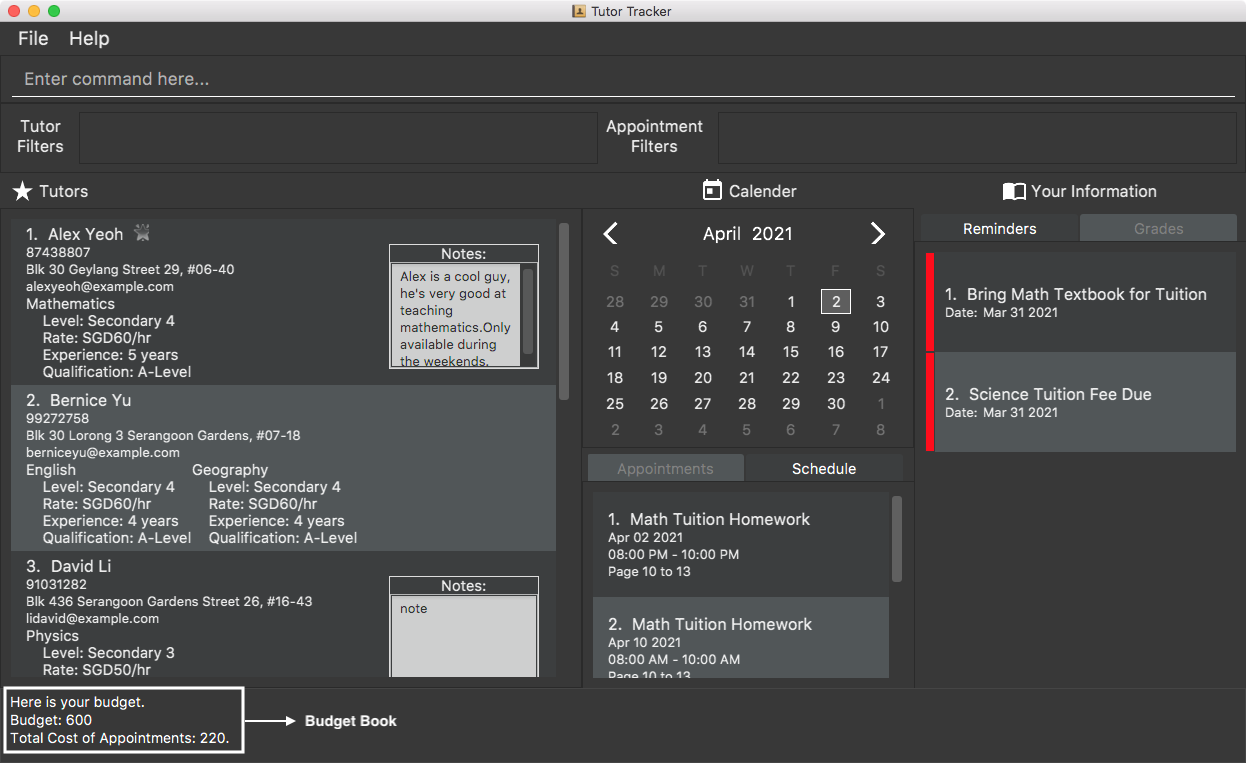 Tutor Tracker
File Help
Enter command here...
Tutor
Filters
Appointment
Filters
Tutors
1. Alex Yeoh
87438807
Blk 30 Geylang Street 29, #06-40
alexyeoh@example.com
Mathematics
Level: Secondary 4
Rate: SGD60/hr
Experience: 5 years
Qualification: A-Level
Notes:
Alex is a cool guy,
he's very good at
teaching
mathematics.Only
available during
the weekends.
2. Bernice Yu
99272758
Blk 30 Lorong 3 Serangoon Gardens, #07-18
berniceyu@example.com
English Geography
Level: Secondary 4 Level: Secondary 4
Rate: SGD60/hr Rate: SGD60/hr
Experience: 4 years Experience: 4 years
Qualification: A-Level Qualification: A-Level
3. David Li
91031282
Blk 436 Serangoon Gardens Street 26, #16-43
lidavid@example.com
Physics
Level: Secondary 3
Rate: SGD50/hr
Notes:
note
Calender
April 2021
S M T W T F S
28 29 30 31 1 2 3
4 5 6 7 8 9 10
11 12 13 14 15 16 17
18 19 20 21 22 23 24
25 26 27 28 29 30 1
2 3 4 5 6 7 8
Appointments Schedule
1. Math Tuition Homework
Apr 02 2021
08:00 PM - 10:00 PM
Page 10 to 13
2. Math Tuition Homework
Apr 10 2021
08:00 AM - 10:00 AM
Page 10 to 13
Your Information
Reminders Grades
1. Bring Math Textbook for Tuition
Date: Mar 31 2021
2. Science Tuition Fee Due
Date: Mar 31 2021
Here is your budget.
Budget: 600
Total Cost of Appointments: 220.
Budget Book